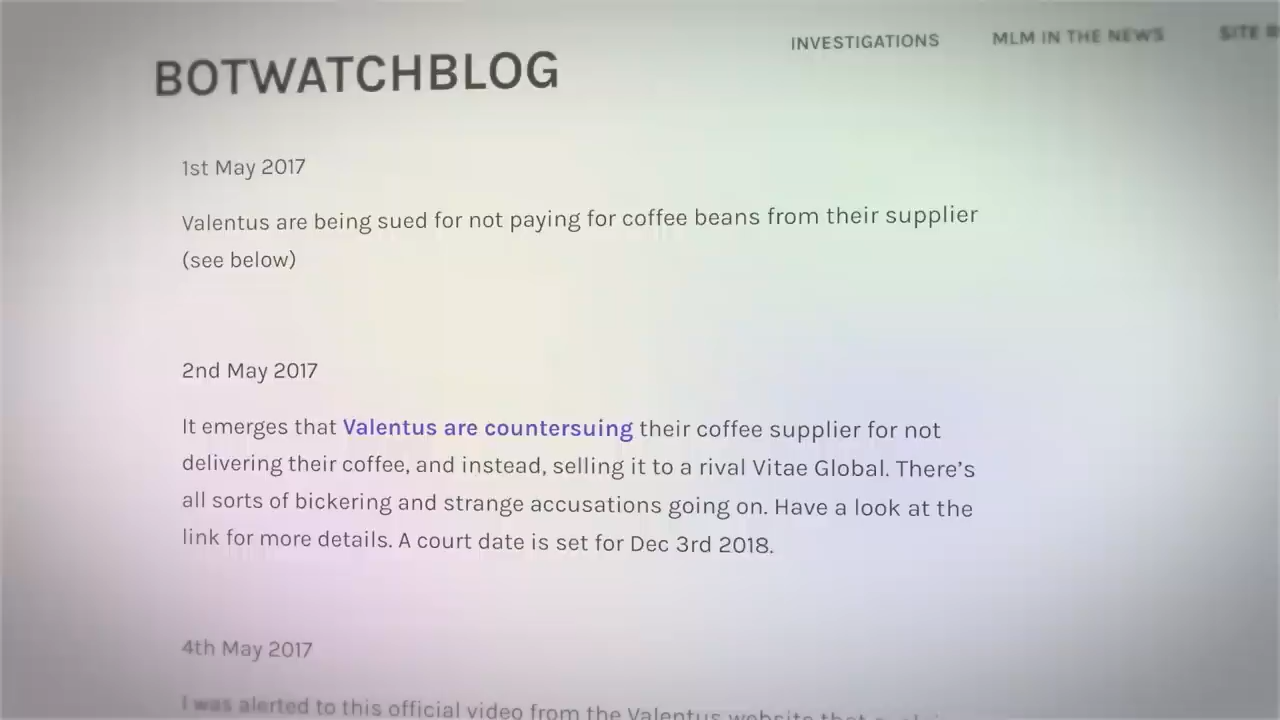 INVESTIGATIONS MLM IN THE NEWS SITE
BOTWATCHBLOG
1st May 2017
Valentus are being sued for not paying for coffee beans from their supplier
(see below)
2nd May 2017
It emerges that Valentus are countersuing their coffee supplier for not
delivering their coffee, and instead, selling it to a rival Vitae Global. There's
all sorts of bickering and strange accusations going on. Have a look at the
link for more details. A court date is set for Dec 3rd 2018.
4th May 2017
I was alerted to this official video from the Valentus website that